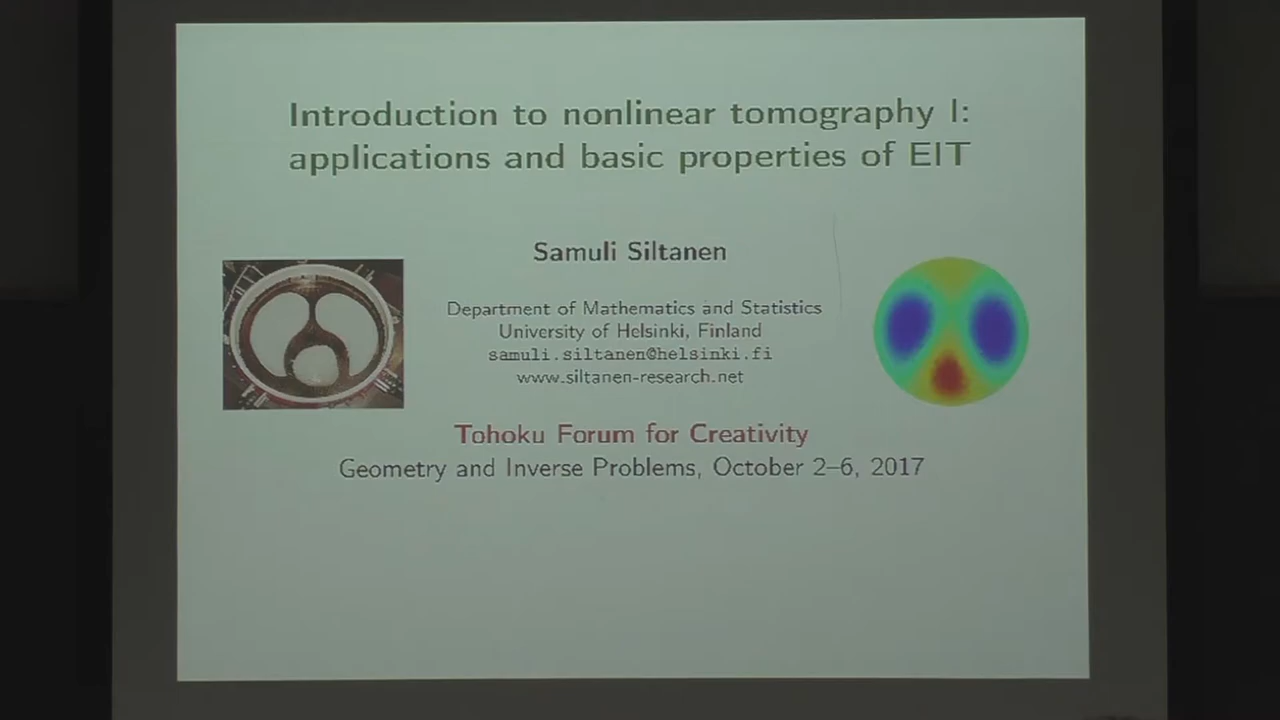 Introduction to nonlinear tomography I:
applications and basic properties of EIT
Samuli Siltanen
Department of Mathematics and Statistics
University of Helsinki, Finland
samuli.siltanen@helsinki.fi
www.siltanen-research.net
Tohoku Forum for Creativity
Geometry and Inverse Problems, October 2–6, 2017